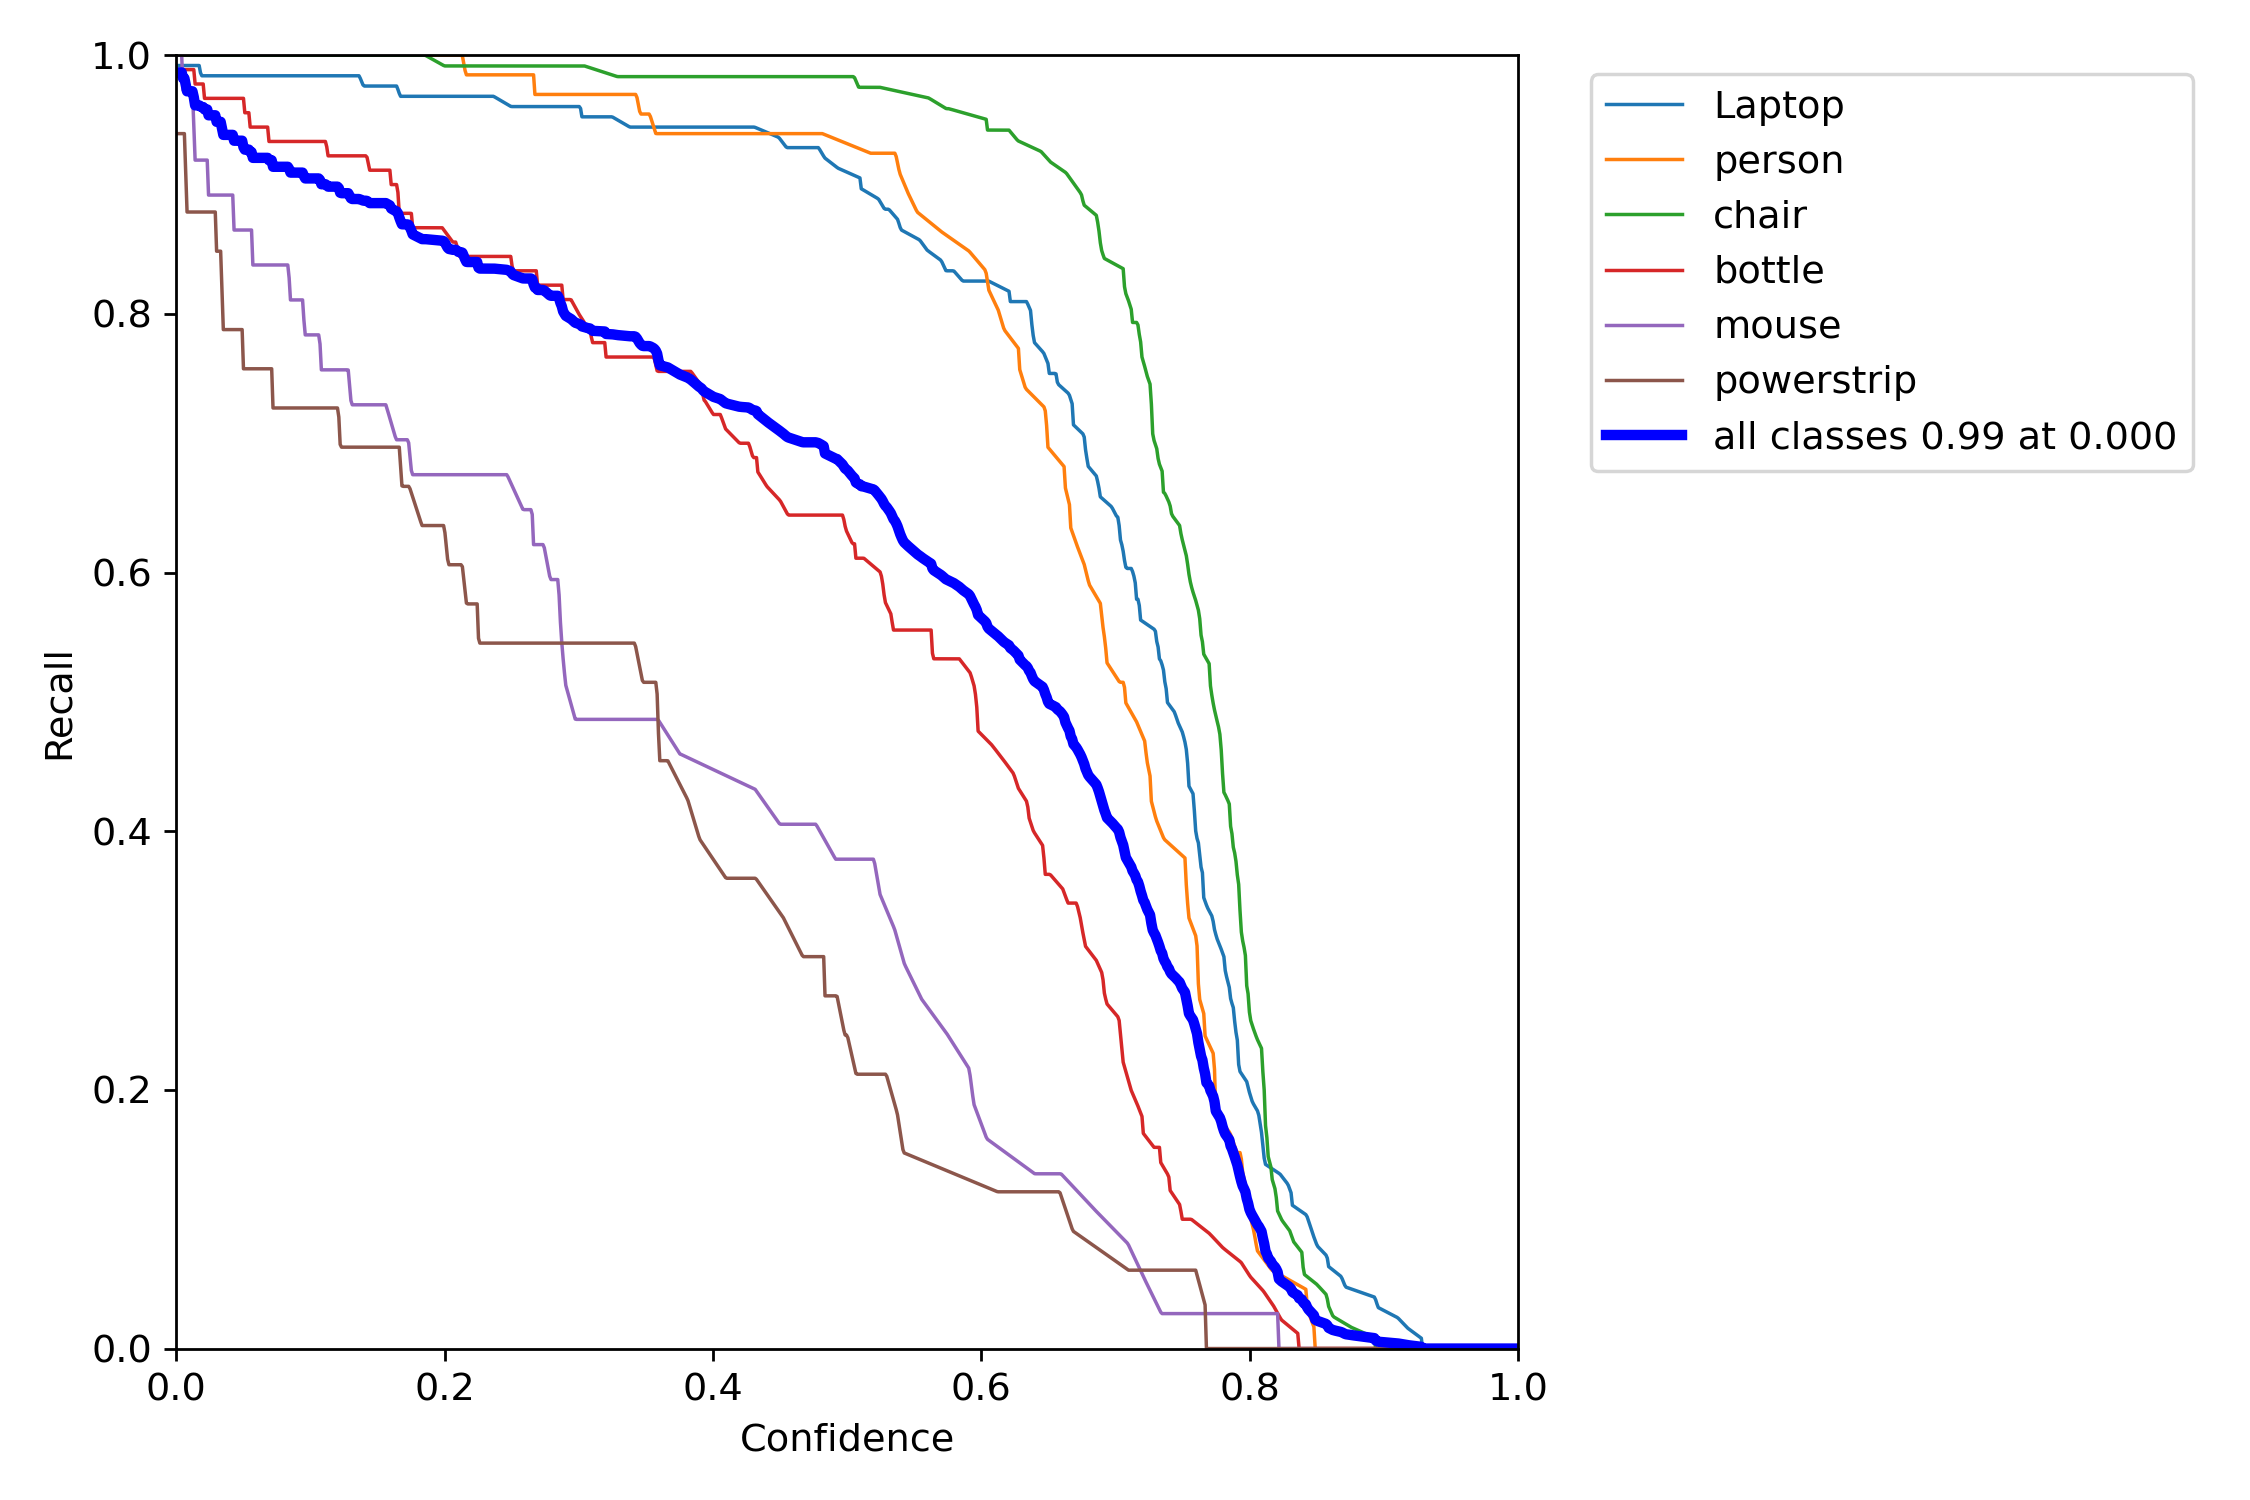 1.0
0.8
0.6
0.4
0.2
0.0
Recall
0.0 0.2 0.4 0.6 0.8 1.0
Confidence
Laptop
person
chair
bottle
mouse
powerstrip
all classes 0.99 at 0.000